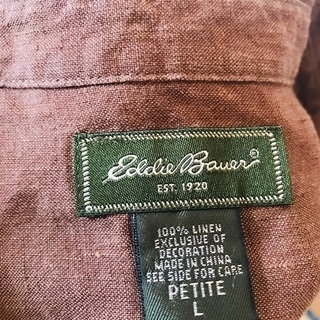 Eddie Bauer®
EST. 1920
100% LINEN
EXCLUSIVE OF
DECORATION
MADE IN CHINA
SEE SIDE FOR CARE
PETITE
L